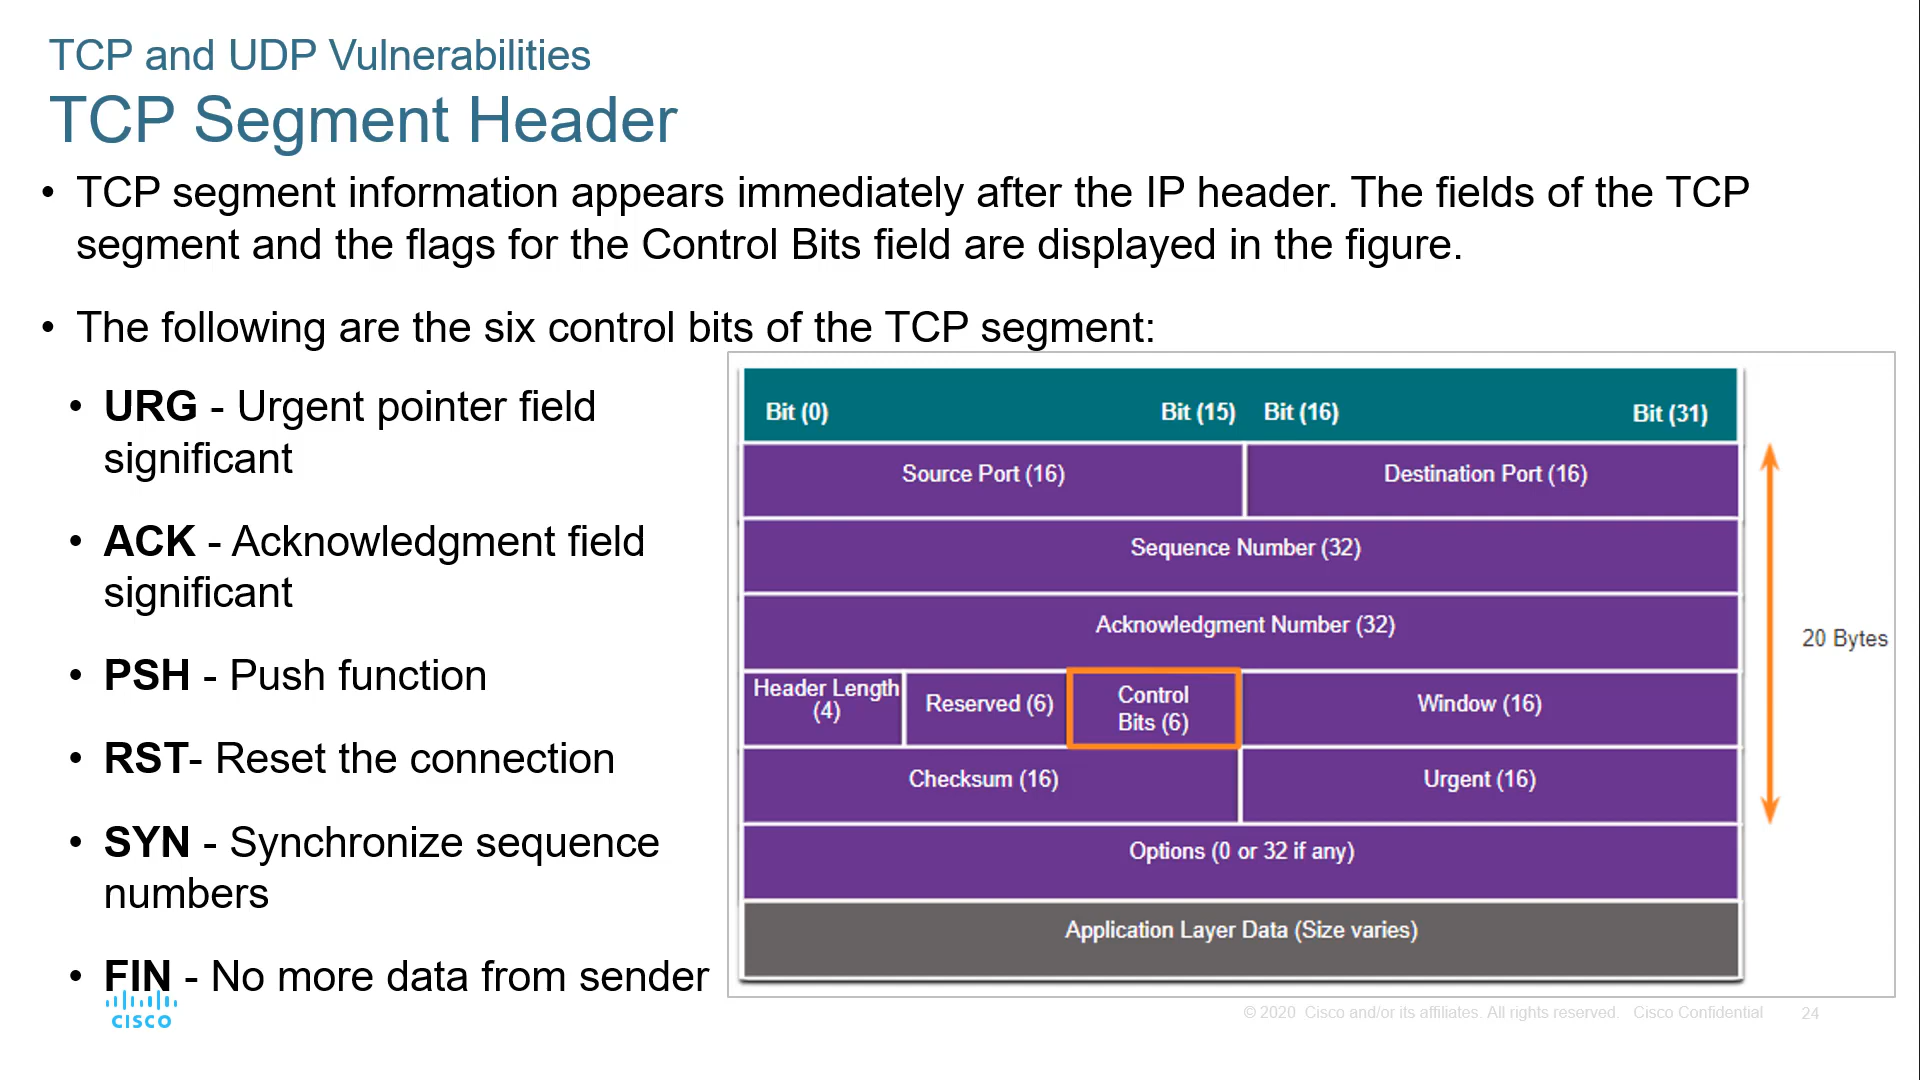 TCP and UDP Vulnerabilities
TCP Segment Header
• TCP segment information appears immediately after the IP header. The fields of the TCP
segment and the flags for the Control Bits field are displayed in the figure.
• The following are the six control bits of the TCP segment:
• URG - Urgent pointer field
significant
• ACK - Acknowledgment field
significant
• PSH - Push function
• RST- Reset the connection
• SYN - Synchronize sequence
numbers
• FIN - No more data from sender
Bit (0) Bit (15) Bit (16) Bit (31)
Source Port (16) Destination Port (16)
Sequence Number (32)
Acknowledgment Number (32)
Header Length
(4)
Reserved (6)
Control
Bits (6)
Window (16)
Checksum (16) Urgent (16)
Options (0 or 32 if any)
Application Layer Data (Size varies)
20 Bytes
CISCO
© 2020 Cisco and/or its affiliates. All rights reserved. Cisco Confidential 24